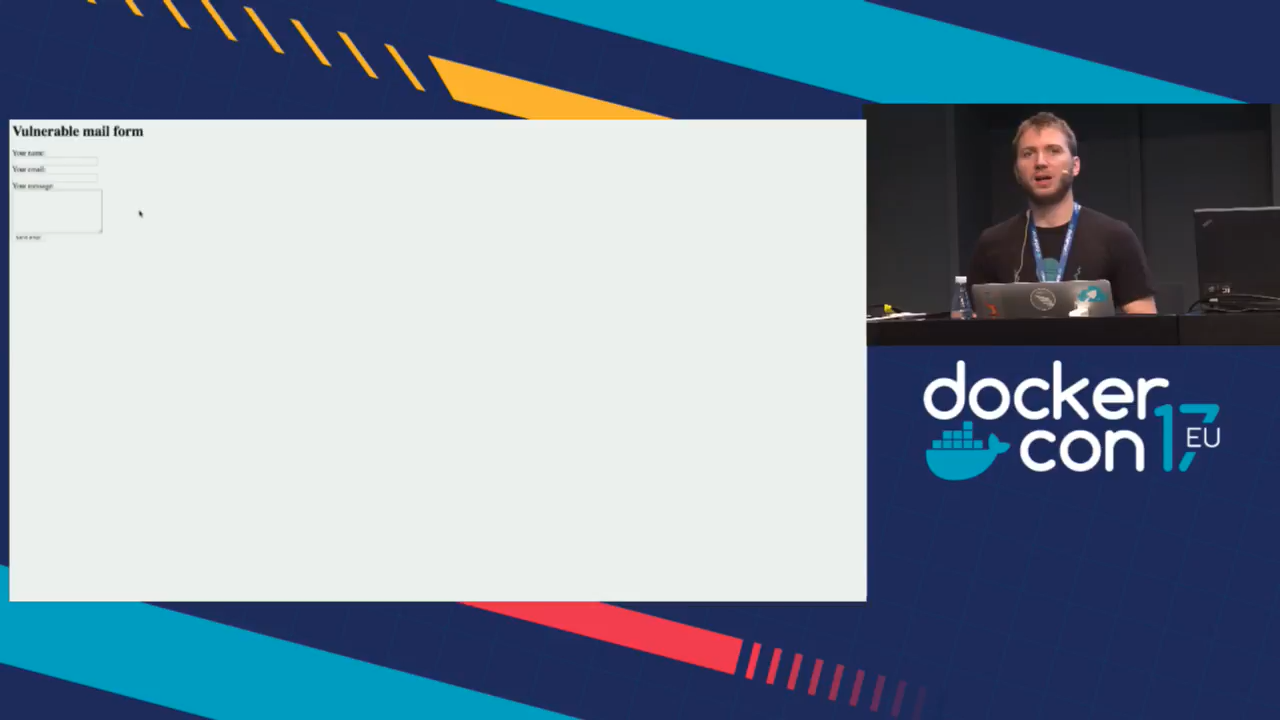 Vulnerable mail form
Your name:
Your email:
Your message:
docker
con 17 EU